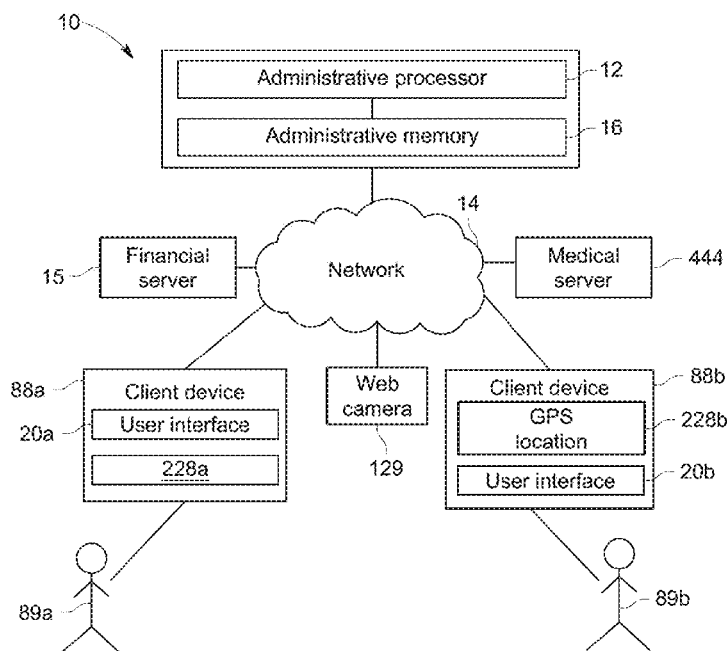 10
Administrative processor
12
Administrative memory
16
14
Financial server
15
Network
Medical server
444
88a
Client device
User interface
20a
228a
Web camera
129
Client device
88b
GPS location
228b
User interface
20b
89a
89b